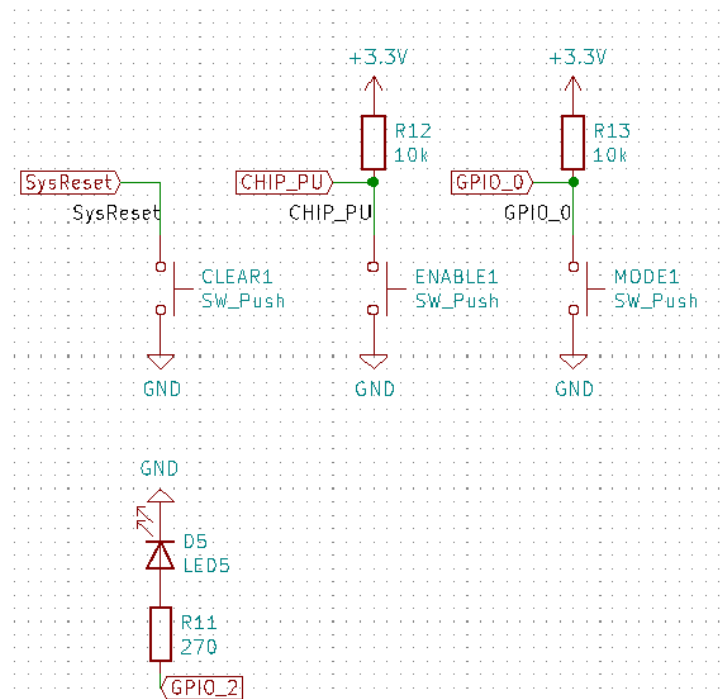 +3.3V
+3.3V
R12
10k
R13
10k
SysReset
CHIP_PU
GPIO_0
SysReset
CHIP_PU
GPIO_0
CLEAR1
SW_Push
ENABLE1
SW_Push
MODE1
SW_Push
GND
GND
GND
GND
D5
LED5
R11
270
GPIO_2